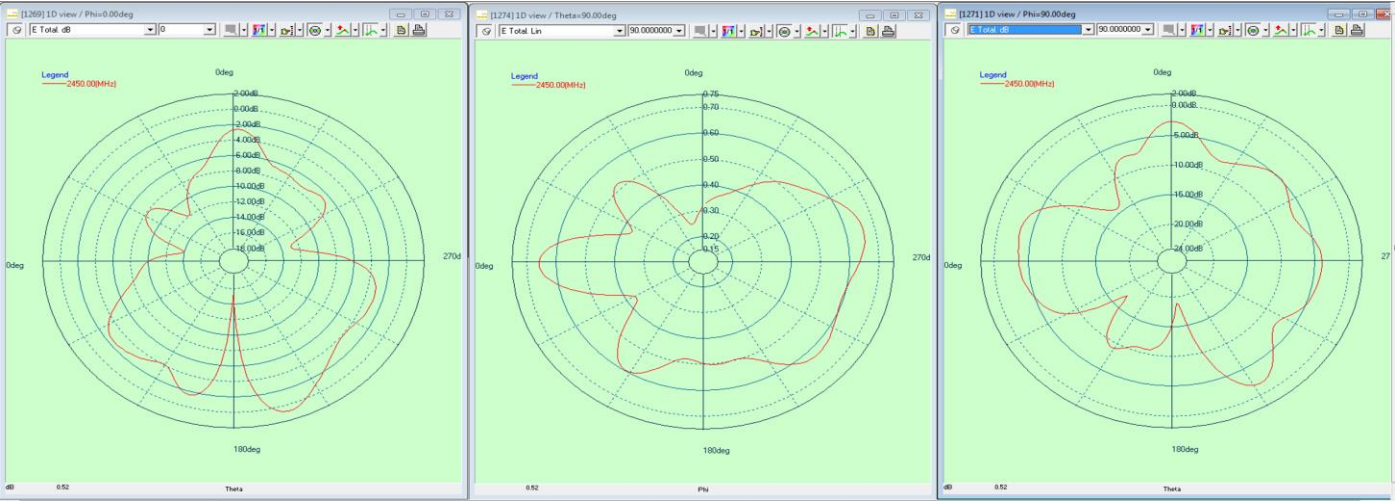 [1269] 1D view / Phi=0.00deg
E Total. dB
0
Legend
2450.00(MHz)
0deg
2.00dB
0.00dB
2.00dB
4.00dB
6.00dB
8.00dB
10.00dB
12.00dB
14.00dB
16.00dB
18.00dB
0deg
270d
180deg
dB
0.52
Theta
[1274] 1D view / Theta=90.00deg
E Total. Lin
90.0000000
Legend
2450.00(MHz)
0deg
0.75
0.70
0.60
0.50
0.40
0.30
0.20
0.15
0deg
270d
180deg
0.52
Phi
[1271] 1D view / Phi=90.00deg
E Total. dB
90.0000000
Legend
2450.00(MHz)
0deg
2.00dB
0.00dB
5.00dB
10.00dB
15.00dB
20.00dB
24.00dB
0deg
27
180deg
dB
0.52
Theta